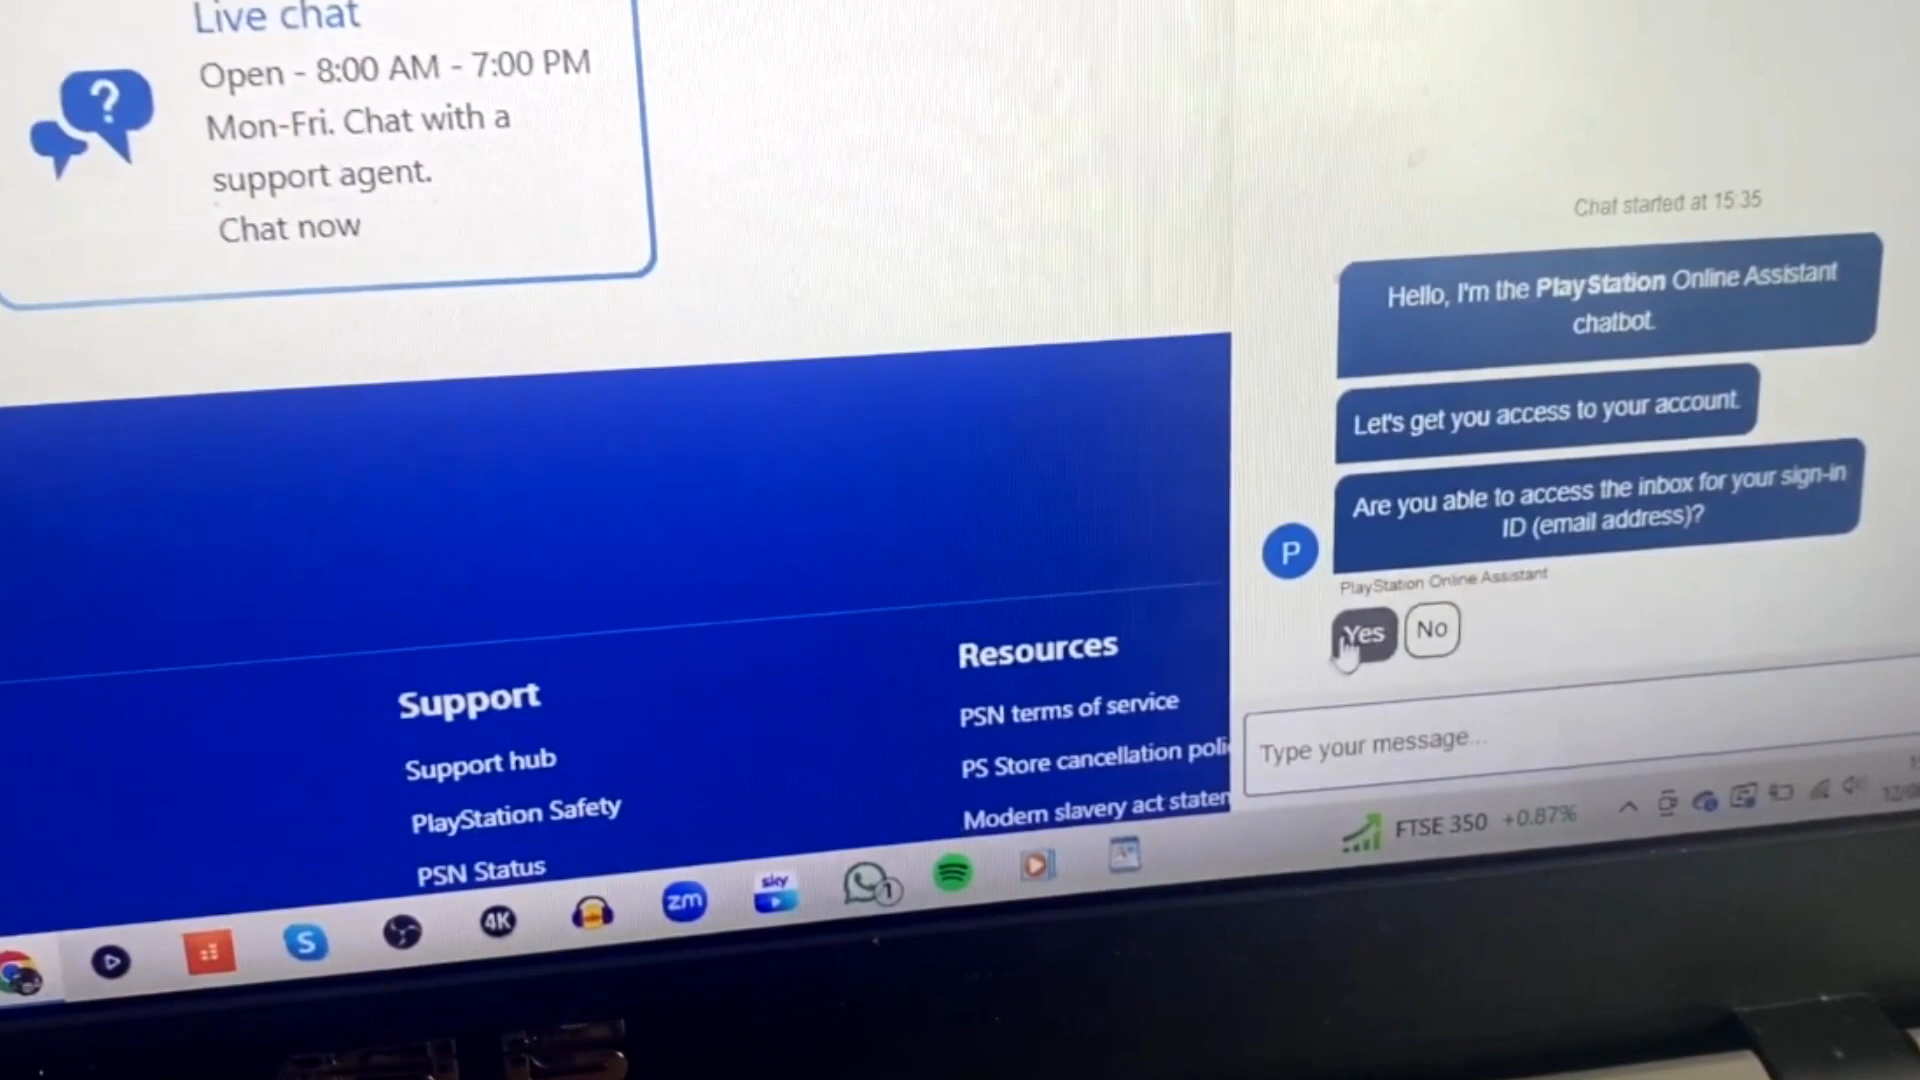 Live chat
Open - 8:00 AM - 7:00 PM
Mon-Fri. Chat with a
support agent.
Chat now
Chat started at 15:35
Hello, I'm the PlayStation Online Assistant
chatbot.
Let's get you access to your account.
Are you able to access the inbox for your sign-in
ID (email address)?
P
PlayStation Online Assistant
Yes No
Type your message...
Support
Support hub
PlayStation Safety
PSN Status
Resources
PSN terms of service
PS Store cancellation
Modern slavery act
FTSE 350 +0.87%
S
4K
zm
sky
1